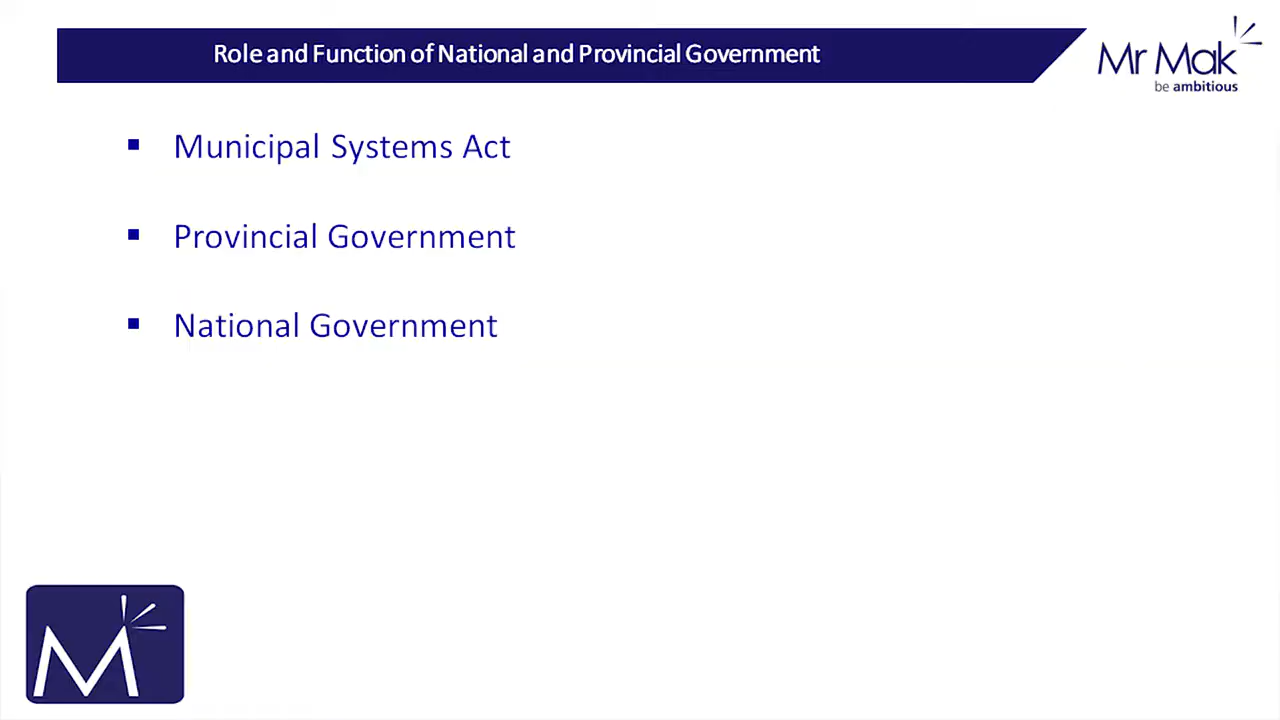 Role and Function of National and Provincial Government
Mr Mak
be ambitious
Municipal Systems Act
Provincial Government
National Government
M